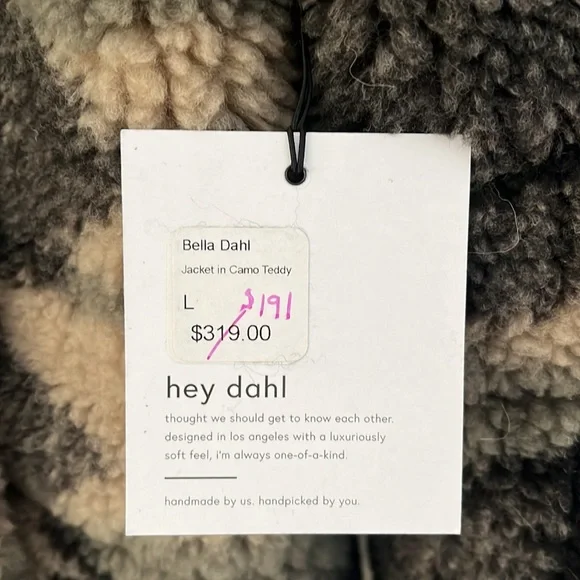 Bella Dahl
Jacket in Camo Teddy
L $191
$319.00
hey dahl
thought we should get to know each other.
designed in los angeles with a luxuriously
soft feel, i'm always one-of-a-kind.
handmade by us. handpicked by you.